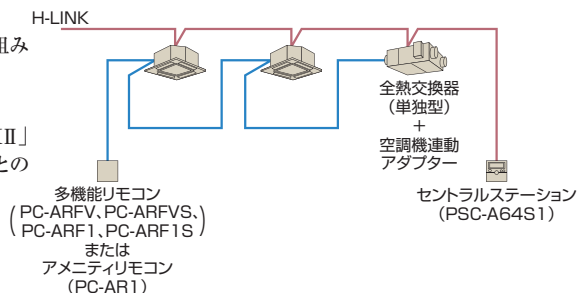 H-LINK
組み
Ⅱ」
との
全熱交換器
（単独型）
＋
空調機連動
アダプター
多機能リモコン
（PC-ARFV、PC-ARFVS、
PC-ARF1、PC-ARF1S）
または
アメニティリモコン
（PC-AR1）
セントラルステーション
（PSC-A64S1）